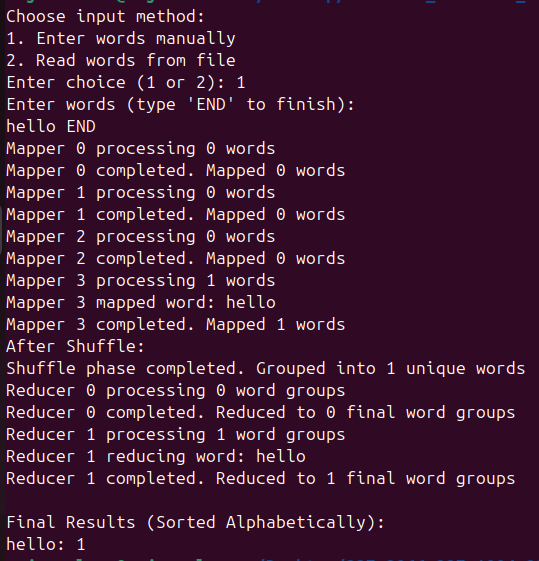 Choose input method:
1. Enter words manually
2. Read words from file
Enter choice (1 or 2): 1
Enter words (type 'END' to finish):
hello END
Mapper 0 processing 0 words
Mapper 0 completed. Mapped 0 words
Mapper 1 processing 0 words
Mapper 1 completed. Mapped 0 words
Mapper 2 processing 0 words
Mapper 2 completed. Mapped 0 words
Mapper 3 processing 1 words
Mapper 3 mapped word: hello
Mapper 3 completed. Mapped 1 words
After Shuffle:
Shuffle phase completed. Grouped into 1 unique words
Reducer 0 processing 0 word groups
Reducer 0 completed. Reduced to 0 final word groups
Reducer 1 processing 1 word groups
Reducer 1 reducing word: hello
Reducer 1 completed. Reduced to 1 final word groups
Final Results (Sorted Alphabetically):
hello: 1